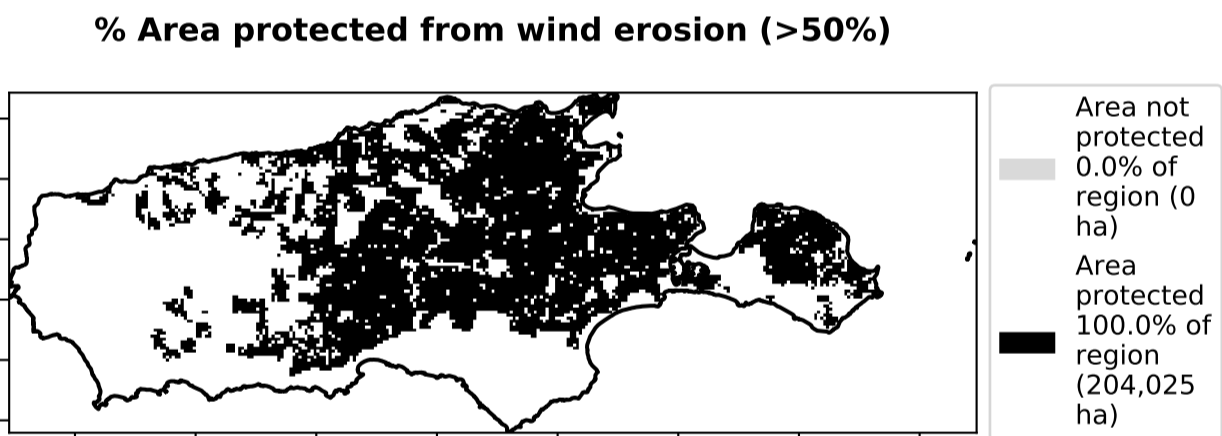 % Area protected from wind erosion (>50%)
Area not
protected
0.0% of
region (0
ha)
Area
protected
100.0% of
region
(204,025
ha)